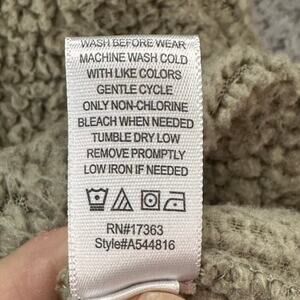 WASH BEFORE WEAR
MACHINE WASH COLD
WITH LIKE COLORS
GENTLE CYCLE
ONLY NON-CHLORINE
BLEACH WHEN NEEDED
TUMBLE DRY LOW
REMOVE PROMPTLY
LOW IRON IF NEEDED
RN#17363
Style#A544816